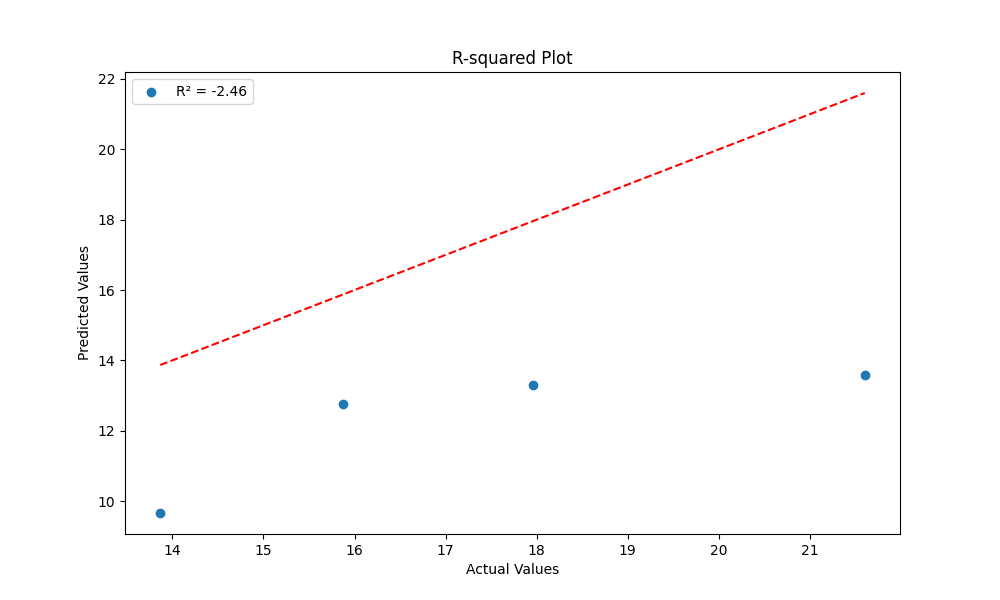 R-squared Plot
R² = -2.46
22
20
18
16
14
12
10
Predicted Values
14 15 16 17 18 19 20 21
Actual Values